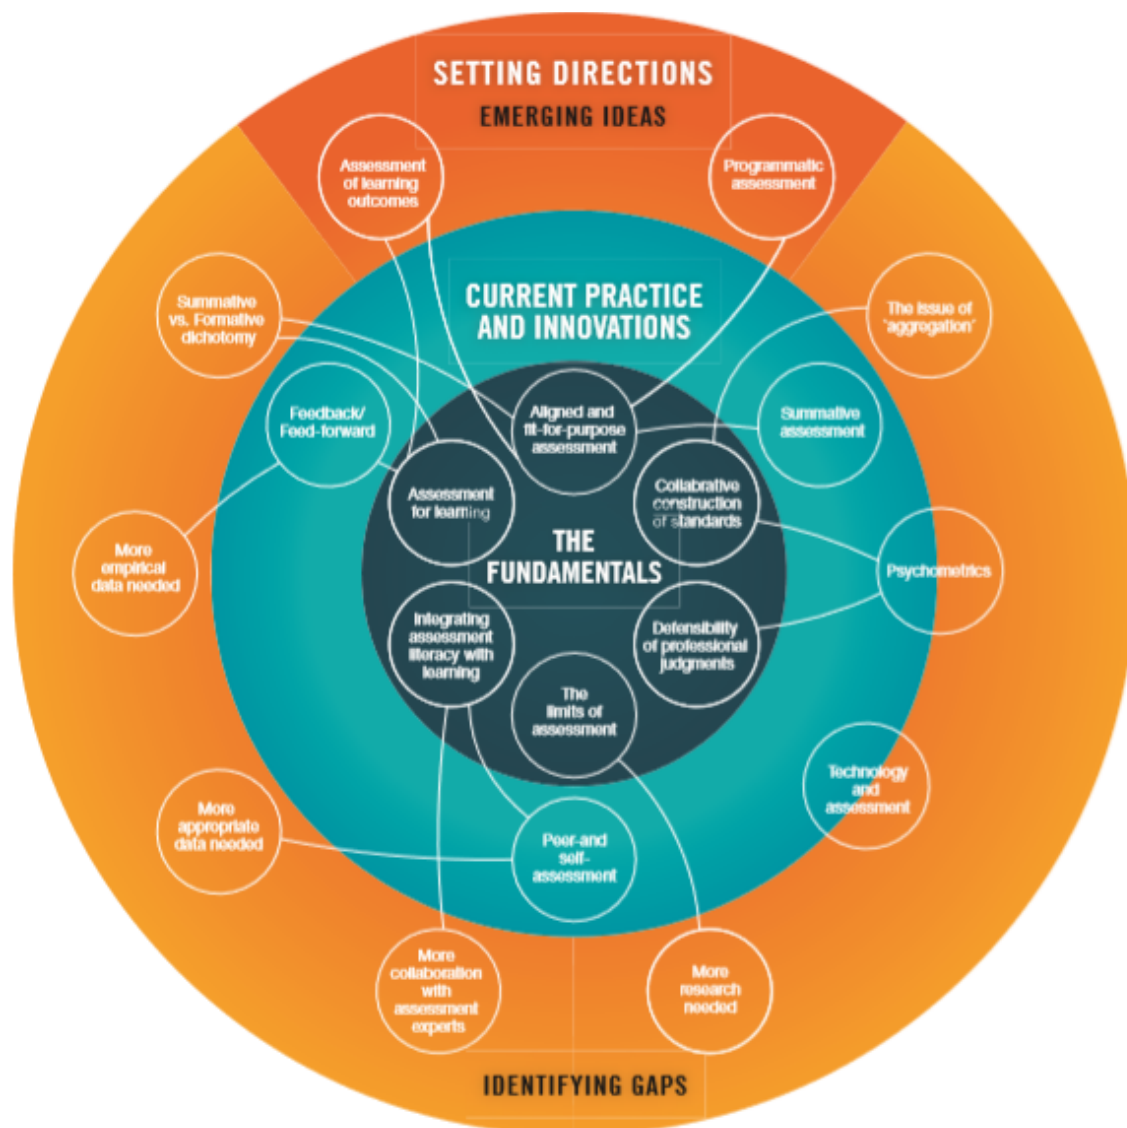 SETTING DIRECTIONS
EMERGING IDEAS
Assessment
of learning
outcomes
Programmatic
assessment
Summative
vs. Formative
dichotomy
The issue of
'aggregation'
CURRENT PRACTICE
AND INNOVATIONS
Feedback/
Feed-forward
Aligned and
fit-for-purpose
assessment
Summative
assessment
Assessment
for learning
Collabrative
construction
of standards
THE
FUNDAMENTALS
More
empirical
data needed
Psychometrics
Integrating
assessment
literacy with
learning
Defensibility
of professional
judgments
The
limits of
assessment
Technology
and
assessment
More
appropriate
data needed
Peer-and
self-
assessment
More
collaboration
with
assessment
experts
More
research
needed
IDENTIFYING GAPS